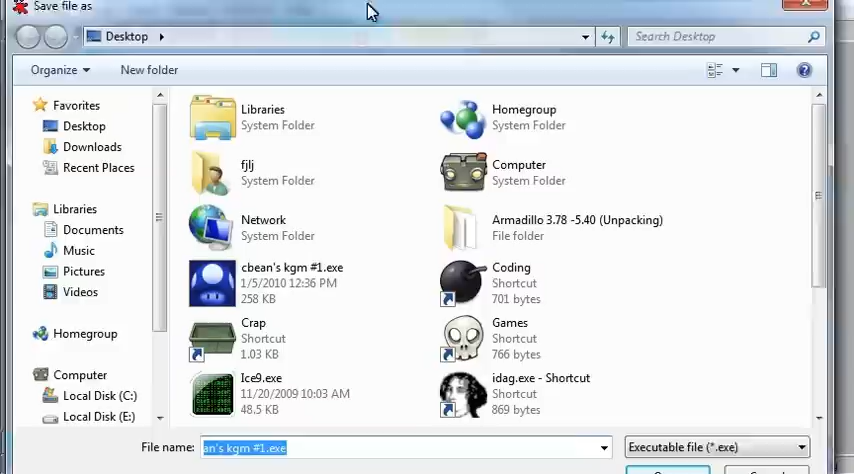 Save file as
Desktop
Search Desktop
Organize
New folder
Favorites
Desktop
Downloads
Recent Places
Libraries
Documents
Music
Pictures
Videos
Homegroup
Computer
Local Disk (C:)
Local Disk (E:)
Libraries
System Folder
Homegroup
System Folder
fjlj
System Folder
Computer
System Folder
Network
System Folder
Armadillo 3.78 -5.40 (Unpacking)
File folder
cbean's kgm #1.exe
1/5/2010 12:36 PM
258 KB
Coding
Shortcut
701 bytes
Crap
Shortcut
1.03 KB
Games
Shortcut
766 bytes
Ice9.exe
11/20/2009 10:03 AM
48.5 KB
idag.exe - Shortcut
Shortcut
869 bytes
File name:
an's kgm #1.exe
Executable file (*.exe)